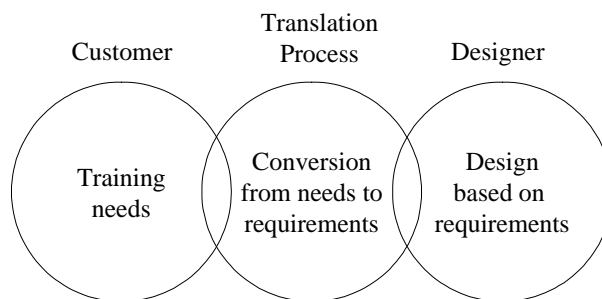 Customer
Translation
Process
Designer
Training
needs
Conversion
from needs to
requirements
Design
based on
requirements